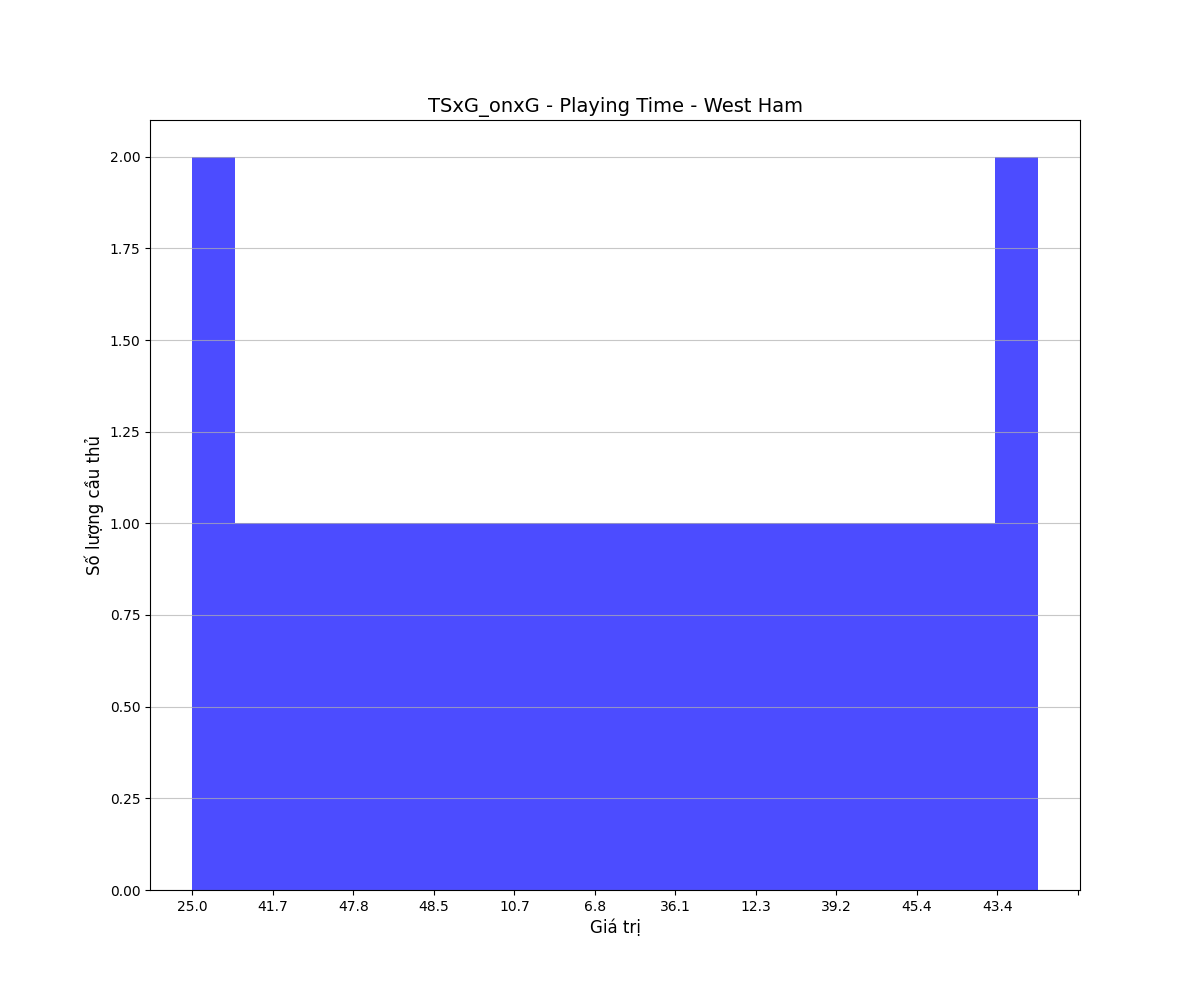 TSxG_onxG - Playing Time - West Ham
2.00
1.75
1.50
1.25
1.00
0.75
0.50
0.25
0.00
Số lượng cầu thủ
25.0 41.7 47.8 48.5 10.7 6.8 36.1 12.3 39.2 45.4 43.4
Giá trị